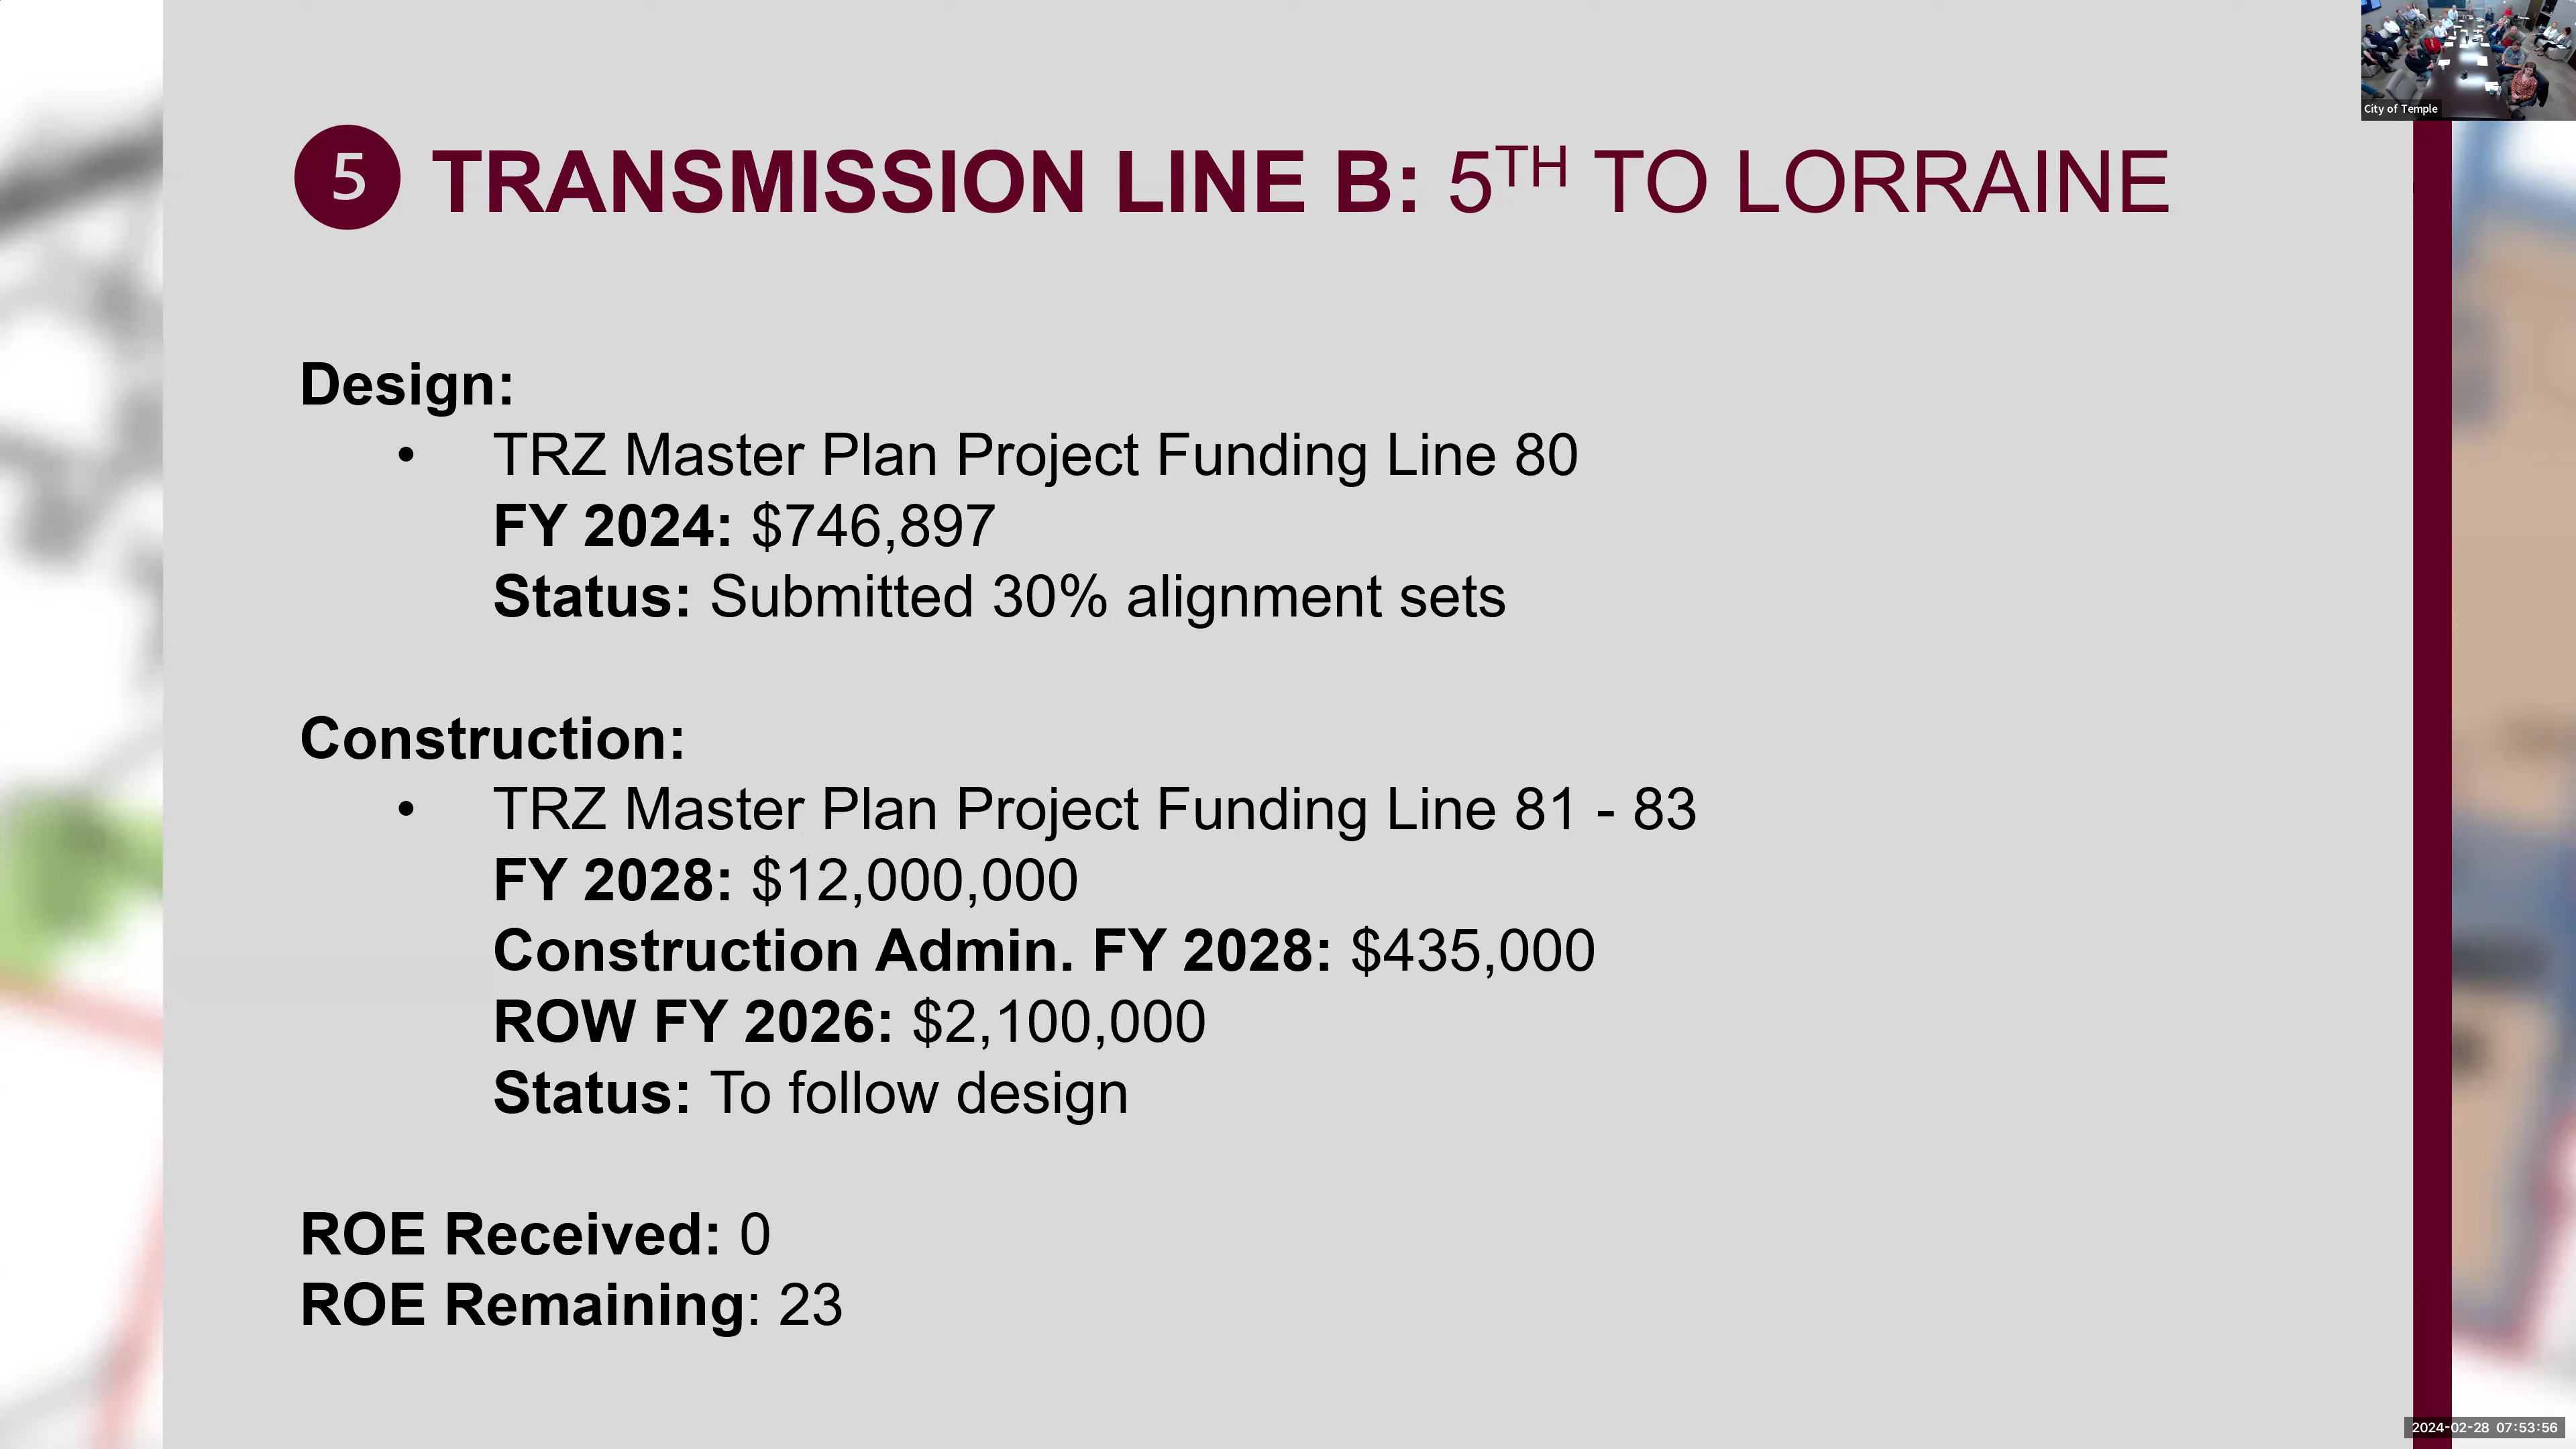 City of Temple
5 TRANSMISSION LINE B: 5TH TO LORRAINE
Design:
• TRZ Master Plan Project Funding Line 80
FY 2024: $746,897
Status: Submitted 30% alignment sets
Construction:
• TRZ Master Plan Project Funding Line 81 - 83
FY 2028: $12,000,000
Construction Admin. FY 2028: $435,000
ROW FY 2026: $2,100,000
Status: To follow design
ROE Received: 0
ROE Remaining: 23
2024-02-28 07:53:56